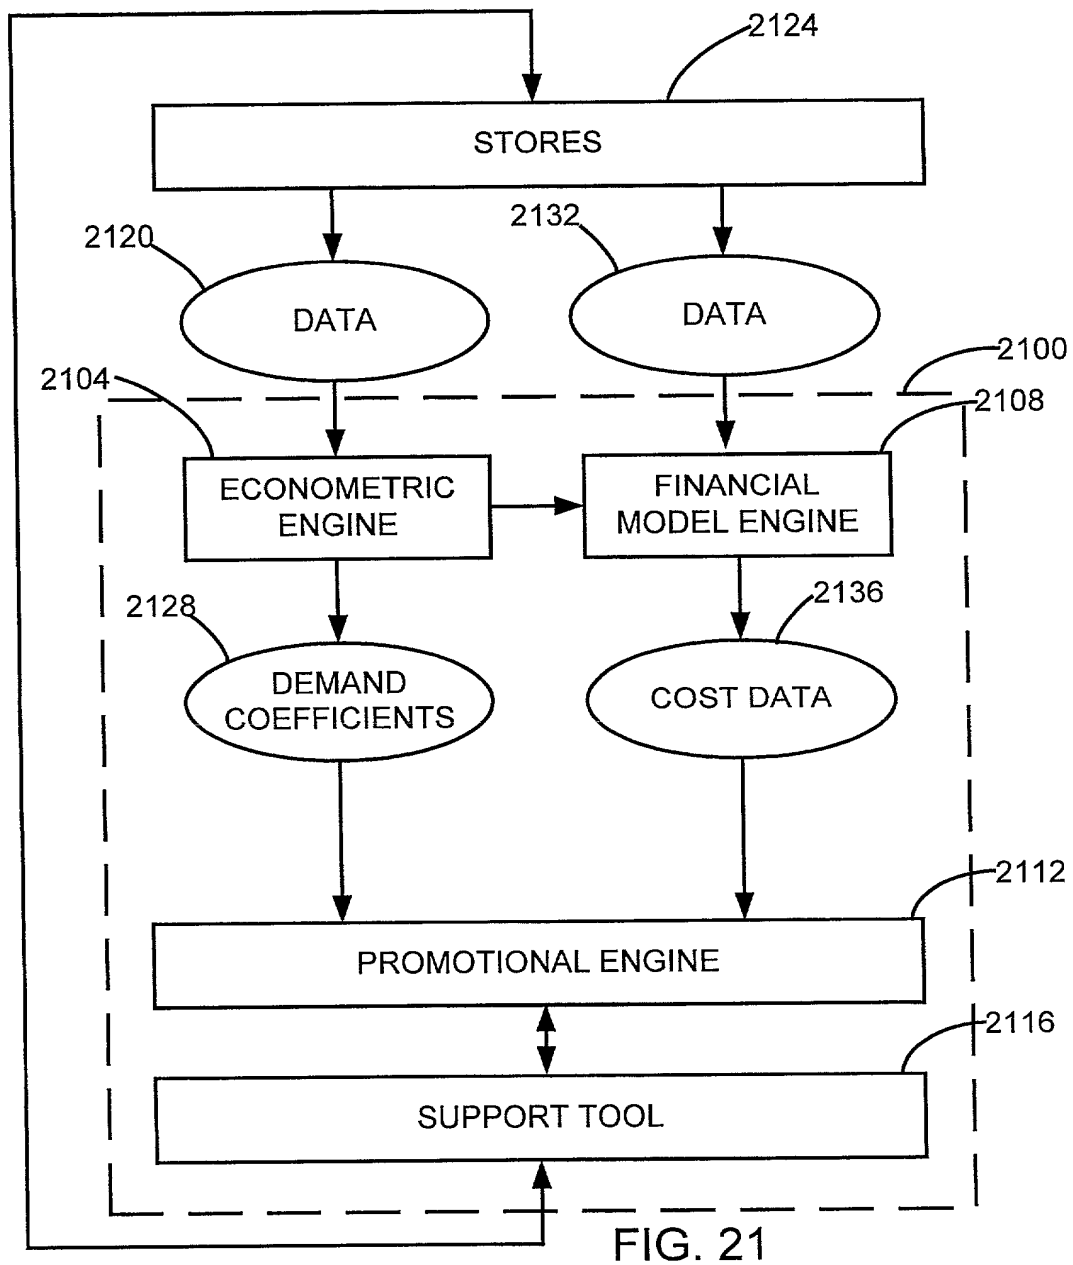 2124
STORES
2132
2120
DATA
DATA
2100
2104
2108
ECONOMETRIC
ENGINE
FINANCIAL
MODEL ENGINE
2128
2136
DEMAND
COEFFICIENTS
COST DATA
2112
PROMOTIONAL ENGINE
2116
SUPPORT TOOL
FIG. 21